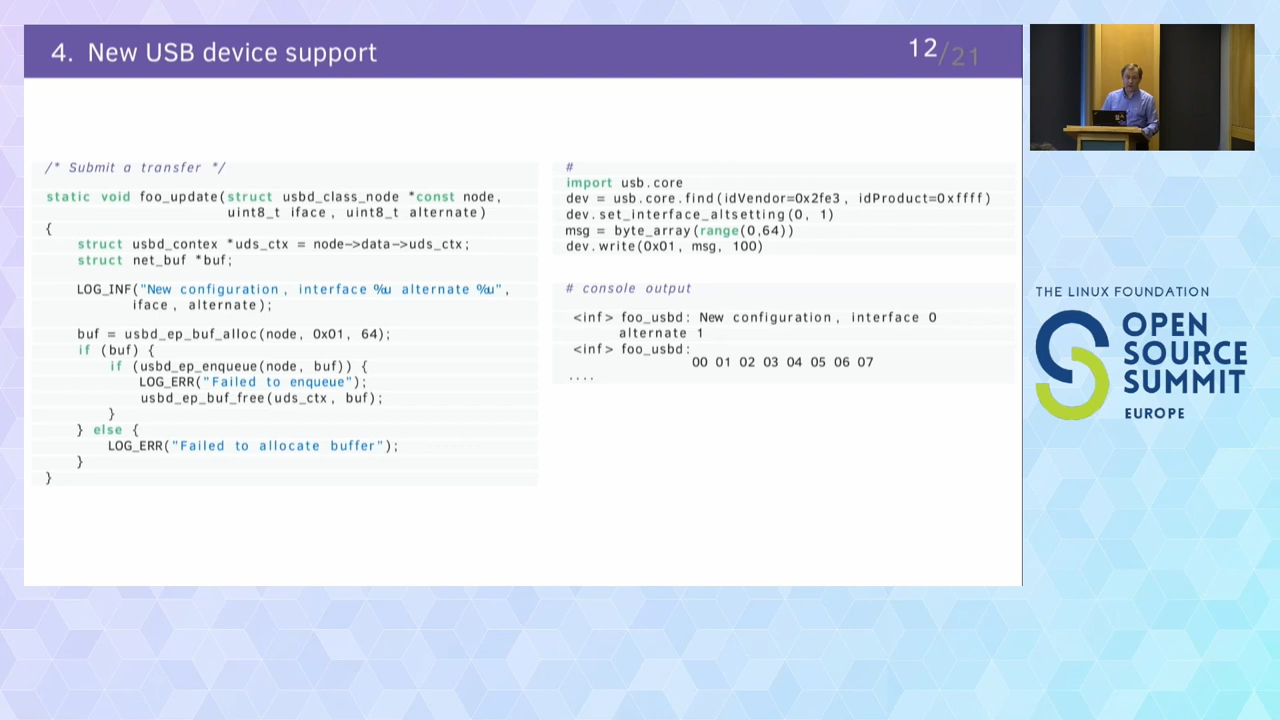 4. New USB device support
12/21
/* Submit a transfer */
static void foo_update(struct usbd_class_node *const node,
uint8_t iface, uint8_t alternate)
{
struct usbd_contex *uds_ctx = node->data->uds_ctx;
struct net_buf *buf;
LOG_INF("New configuration, interface %u alternate %u",
iface, alternate);
buf = usbd_ep_buf_alloc(node, 0x01, 64);
if (buf) {
if (usbd_ep_enqueue(node, buf)) {
LOG_ERR("Failed to enqueue");
usbd_ep_buf_free(uds_ctx, buf);
}
} else {
LOG_ERR("Failed to allocate buffer");
}
}
#
import usb.core
dev = usb.core.find(idVendor=0x2fe3, idProduct=0xffff)
dev.set_interface_altsetting(0, 1)
msg = byte_array(range(0,64))
dev.write(0x01, msg, 100)
# console output
<inf> foo_usbd: New configuration, interface 0
alternate 1
<inf> foo_usbd:
00 01 02 03 04 05 06 07
....
THE LINUX FOUNDATION
OPEN
SOURCE
SUMMIT
EUROPE